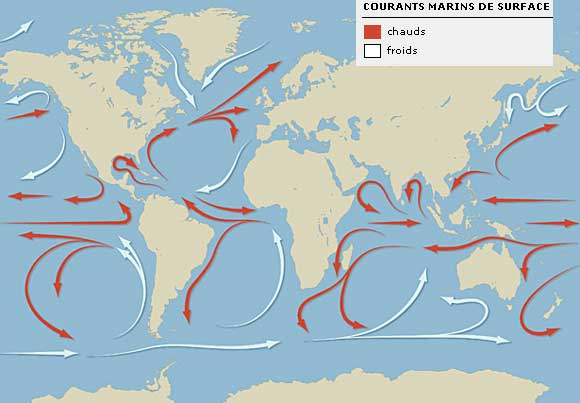 COURANTS MARINS DE SURFACE
chauds
froids